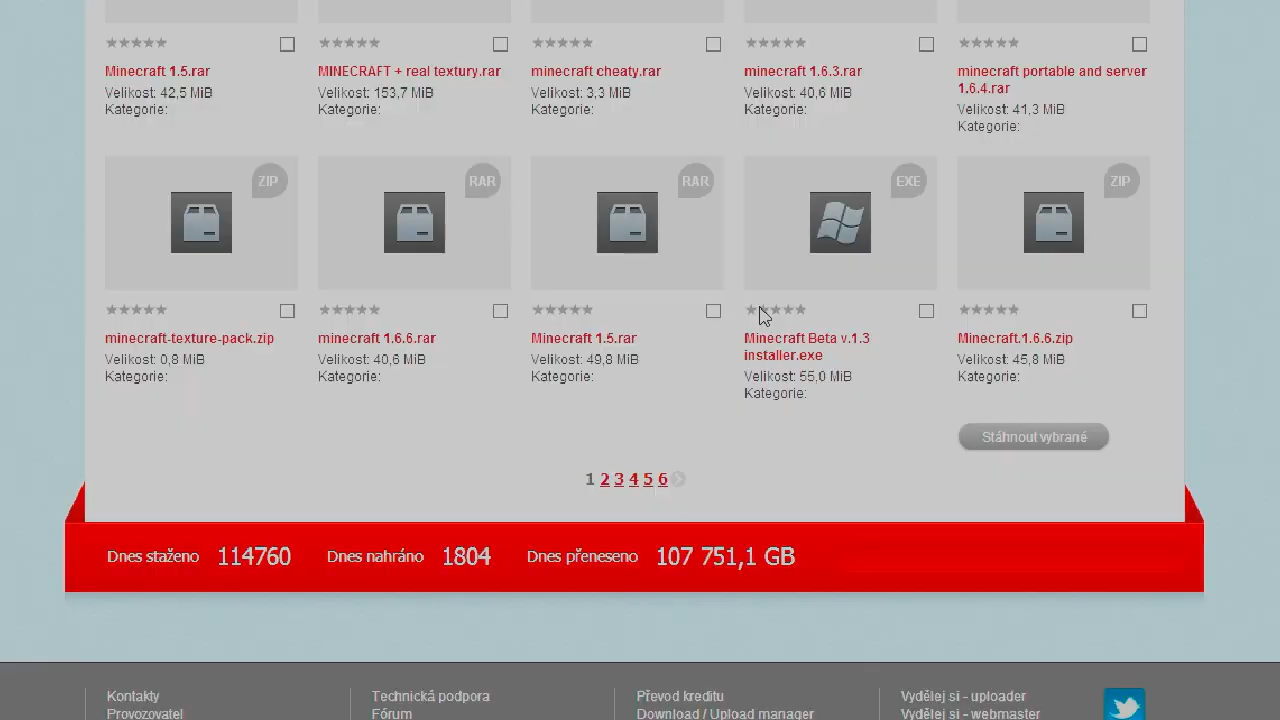 Minecraft 1.5.rar
Velikost: 42,5 MiB
Kategorie:
MINECRAFT + real textury.rar
Velikost: 153,7 MiB
Kategorie:
minecraft cheaty.rar
Velikost: 3,3 MiB
Kategorie:
minecraft 1.6.3.rar
Velikost: 40,6 MiB
Kategorie:
minecraft portable and server
1.6.4.rar
Velikost: 41,3 MiB
Kategorie:
ZIP
minecraft-texture-pack.zip
Velikost: 0,8 MiB
Kategorie:
RAR
minecraft 1.6.6.rar
Velikost: 40,6 MiB
Kategorie:
RAR
Minecraft 1.5.rar
Velikost: 49,8 MiB
Kategorie:
EXE
Minecraft Beta v.1.3
installer.exe
Velikost: 55,0 MiB
Kategorie:
ZIP
Minecraft.1.6.6.zip
Velikost: 45,8 MiB
Kategorie:
Stáhnout vybrané
1 2 3 4 5 6
Dnes staženo 114760 Dnes nahráno 1804 Dnes přeneseno 107 751,1 GB
Kontakty
Provozovatel
Technická podpora
Fórum
Převod kreditu
Download / Upload manager
Vydělej si - uploader
Vydělej si - webmaster